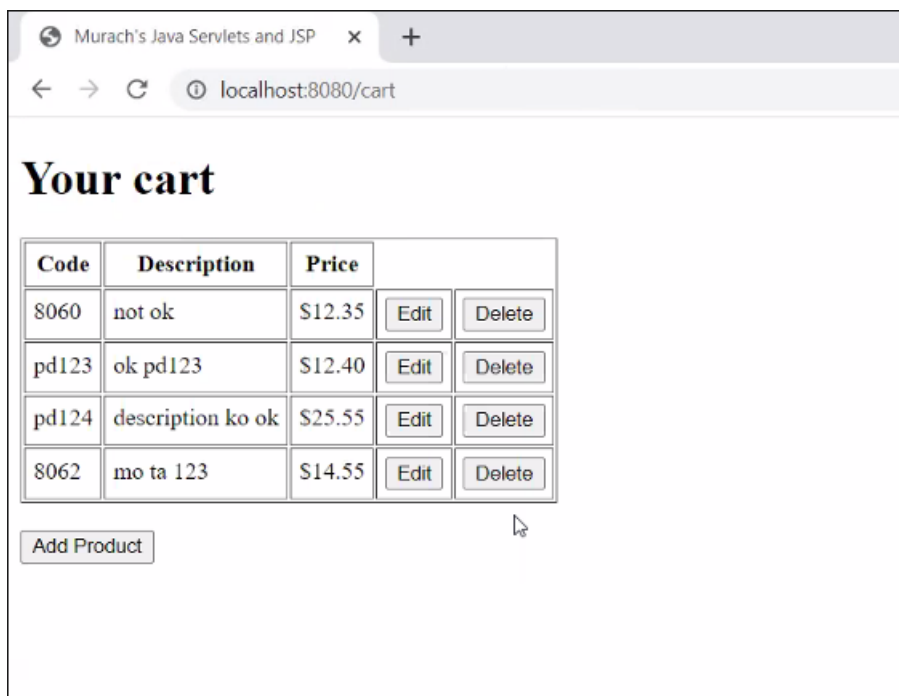 Murach's Java Servlets and JSP
localhost:8080/cart
Your cart
Code Description Price
8060 not ok $12.35 Edit Delete
pd123 ok pd123 $12.40 Edit Delete
pd124 description ko ok $25.55 Edit Delete
8062 mo ta 123 $14.55 Edit Delete
Add Product